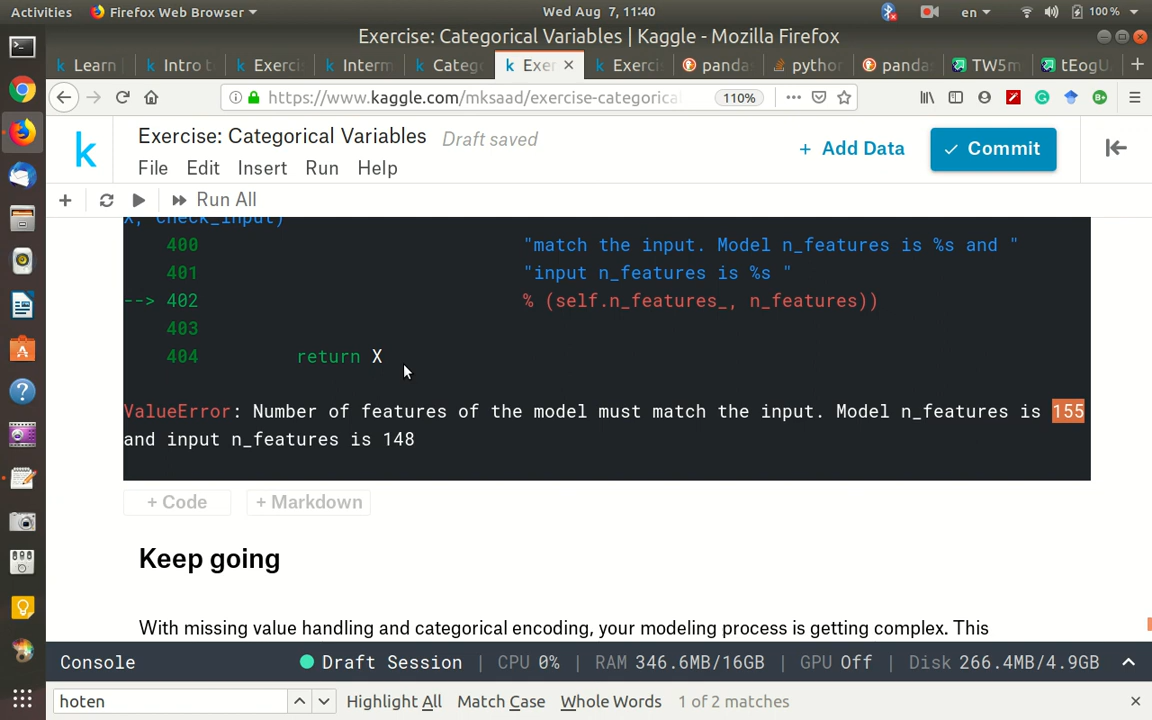 Activities Firefox Web Browser Wed Aug 7, 11:40 en 100 %
Exercise: Categorical Variables | Kaggle - Mozilla Firefox
Learn Intro t Exerci Interm Catego Exer Exerci panda pythor panda TW5m tEogU
https://www.kaggle.com/mksaad/exercise-categorica 110%
k Exercise: Categorical Variables Draft saved
+ Add Data Commit
File Edit Insert Run Help
Run All
X, check_input)
400 "match the input. Model n_features is %s and "
401 "input n_features is %s "
--> 402 % (self.n_features_, n_features))
403
404 return X
ValueError: Number of features of the model must match the input. Model n_features is 155
and input n_features is 148
+ Code + Markdown
Keep going
With missing value handling and categorical encoding, your modeling process is getting complex. This
Console Draft Session | CPU 0% | RAM 346.6MB/16GB | GPU Off | Disk 266.4MB/4.9GB
hoten Highlight All Match Case Whole Words 1 of 2 matches